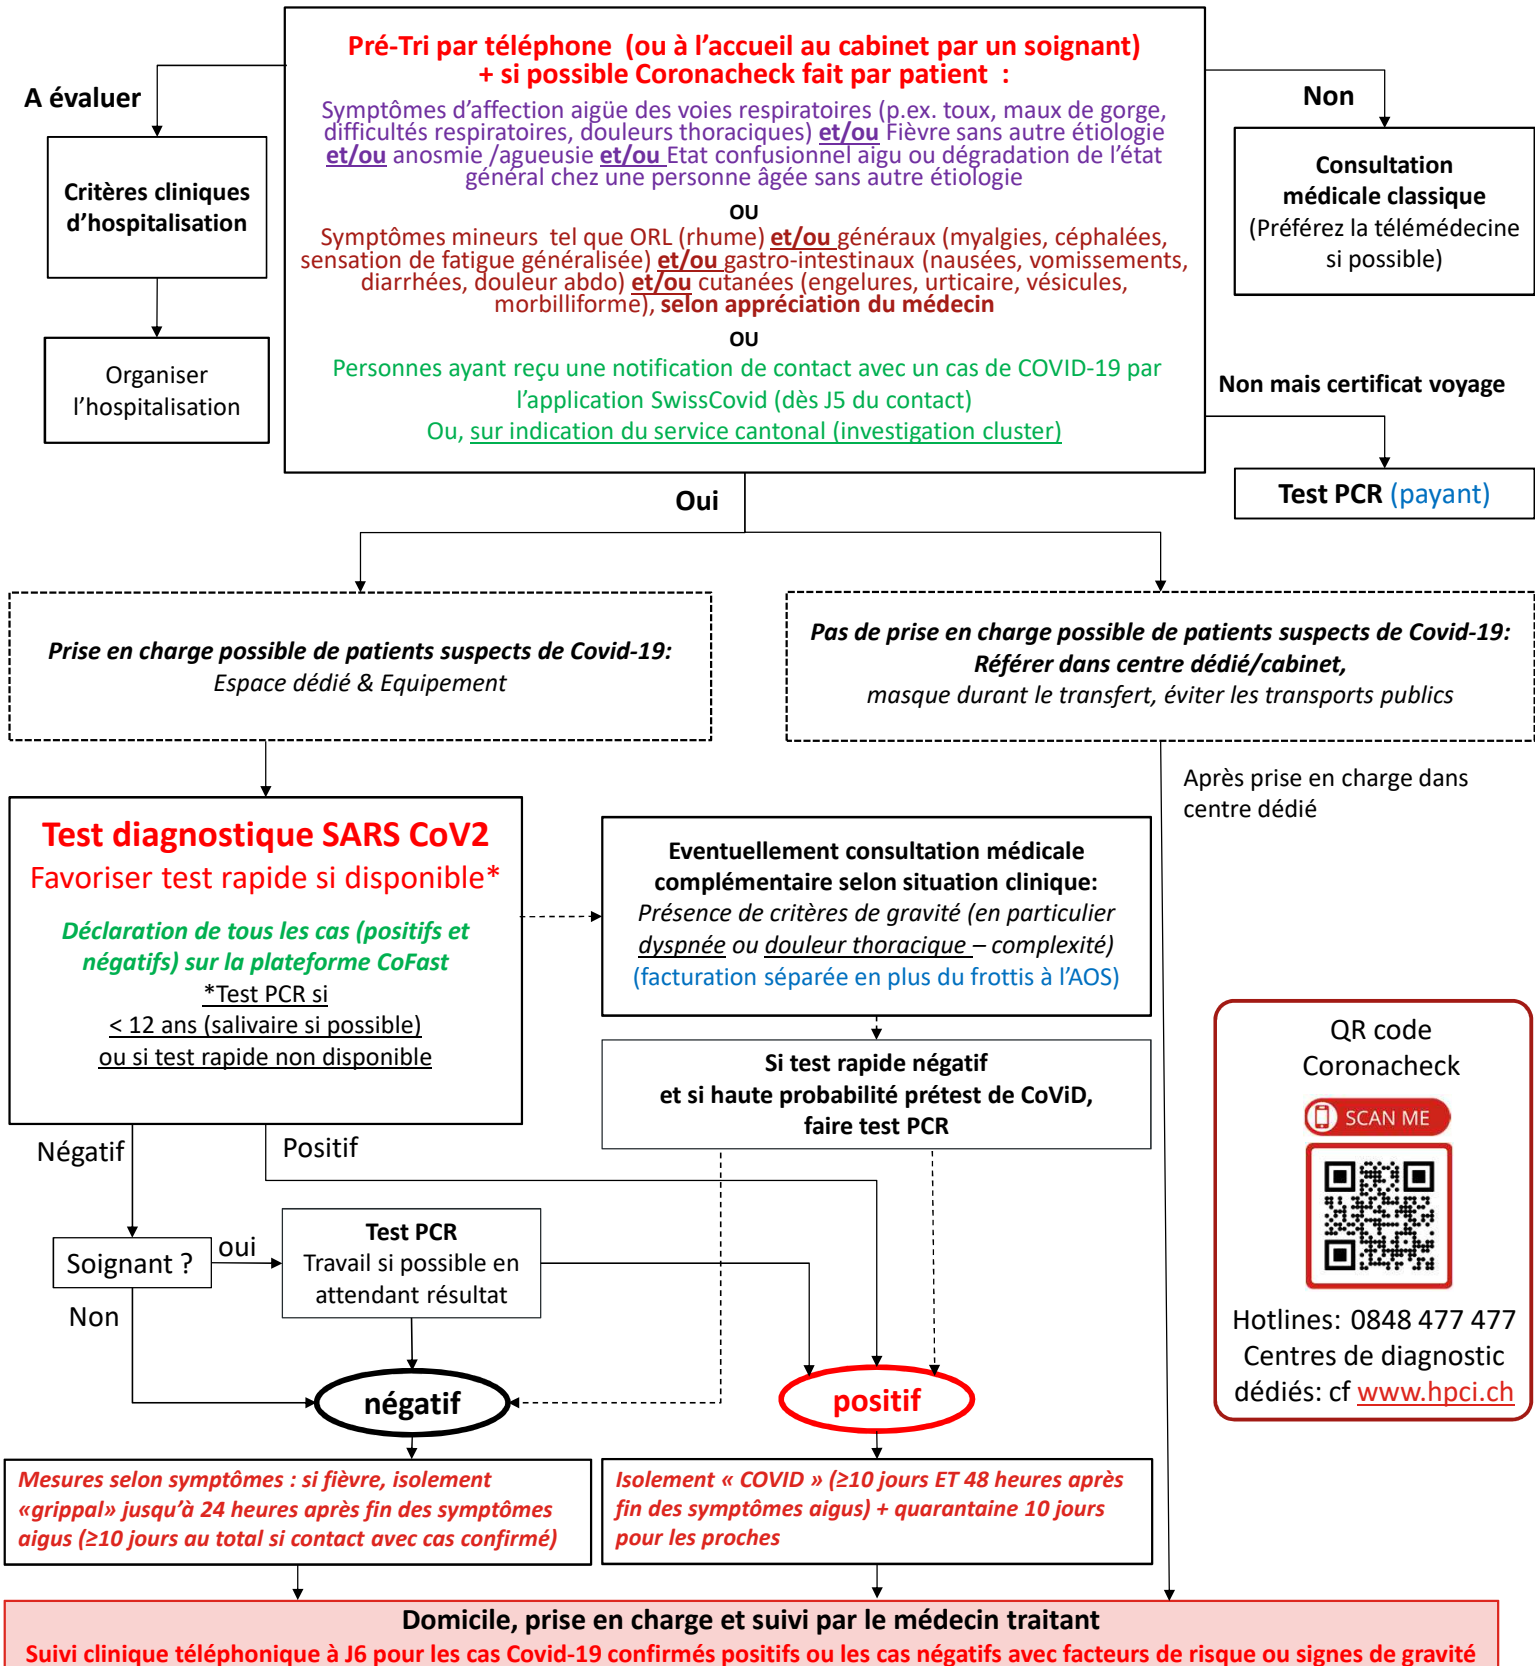 Pré-Tri par téléphone (ou à l'accueil au cabinet par un soignant)
+ si possible Coronacheck fait par patient :
Symptômes d'affection aigüe des voies respiratoires (p.ex. toux, maux de gorge,
difficultés respiratoires, douleurs thoraciques) et/ou Fièvre sans autre étiologie
et/ou anosmie /agueusie et/ou Etat confusionnel aigu ou dégradation de l'état
général chez une personne âgée sans autre étiologie
OU
Symptômes mineurs tel que ORL (rhume) et/ou généraux (myalgies, céphalées,
sensation de fatigue généralisée) et/ou gastro-intestinaux (nausées, vomissements,
diarrhées, douleur abdo) et/ou cutanées (engelures, urticaire, vésicules,
morbilliforme), selon appréciation du médecin
OU
Personnes ayant reçu une notification de contact avec un cas de COVID-19 par
l'application SwissCovid (dès J5 du contact)
Ou, sur indication du service cantonal (investigation cluster)
A évaluer
Critères cliniques
d'hospitalisation
Organiser
l'hospitalisation
Non
Consultation
médicale classique
(Préférez la télémédecine
si possible)
Non mais certificat voyage
Test PCR (payant)
Oui
Prise en charge possible de patients suspects de Covid-19:
Espace dédié & Equipement
Pas de prise en charge possible de patients suspects de Covid-19:
Référer dans centre dédié/cabinet,
masque durant le transfert, éviter les transports publics
Après prise en charge dans
centre dédié
Test diagnostique SARS CoV2
Favoriser test rapide si disponible*
Déclaration de tous les cas (positifs et
négatifs) sur la plateforme CoFast
*Test PCR si
< 12 ans (salivaire si possible)
ou si test rapide non disponible
Eventuellement consultation médicale
complémentaire selon situation clinique:
Présence de critères de gravité (en particulier
dyspnée ou douleur thoracique – complexité)
(facturation séparée en plus du frottis à l'AOS)
Si test rapide négatif
et si haute probabilité prétest de CoViD,
faire test PCR
Négatif
Positif
Soignant ?
oui
Non
Test PCR
Travail si possible en
attendant résultat
négatif
positif
QR code
Coronacheck
SCAN ME
Hotlines: 0848 477 477
Centres de diagnostic
dédiés: cf www.hpci.ch
Mesures selon symptômes : si fièvre, isolement
«grippal» jusqu'à 24 heures après fin des symptômes
aigus (≥10 jours au total si contact avec cas confirmé)
Isolement « COVID » (≥10 jours ET 48 heures après
fin des symptômes aigus) + quarantaine 10 jours
pour les proches
Domicile, prise en charge et suivi par le médecin traitant
Suivi clinique téléphonique à J6 pour les cas Covid-19 confirmés positifs ou les cas négatifs avec facteurs de risque ou signes de gravité